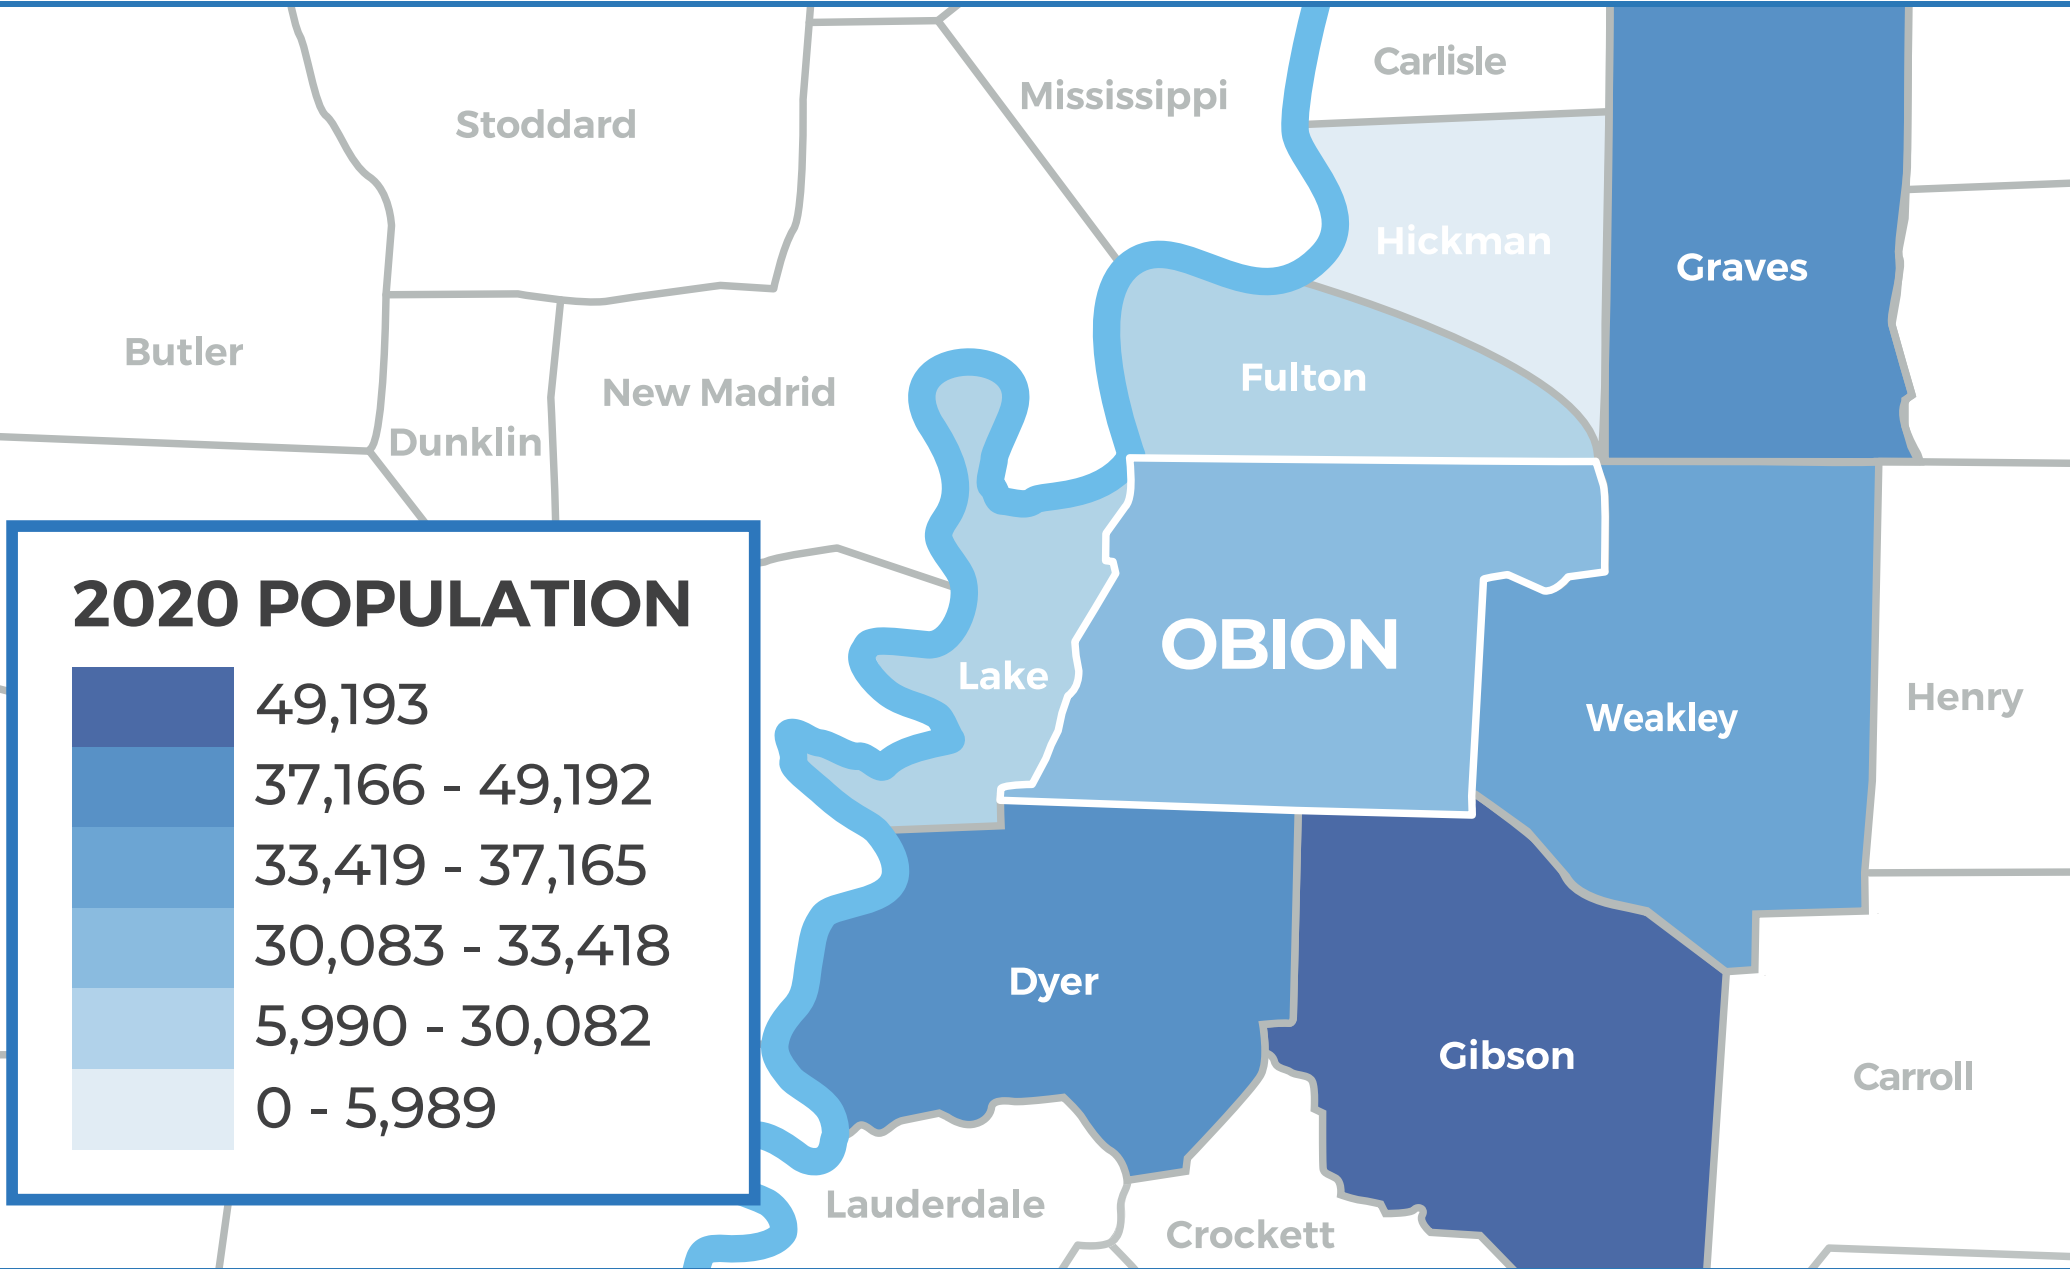 Carlisle
Mississippi
Stoddard
Hickman
Graves
Butler
Fulton
New Madrid
Dunklin
2020 POPULATION
49,193
37,166 - 49,192
33,419 - 37,165
30,083 - 33,418
5,990 - 30,082
0 - 5,989
OBION
Lake
Henry
Weakley
Dyer
Gibson
Carroll
Lauderdale
Crockett